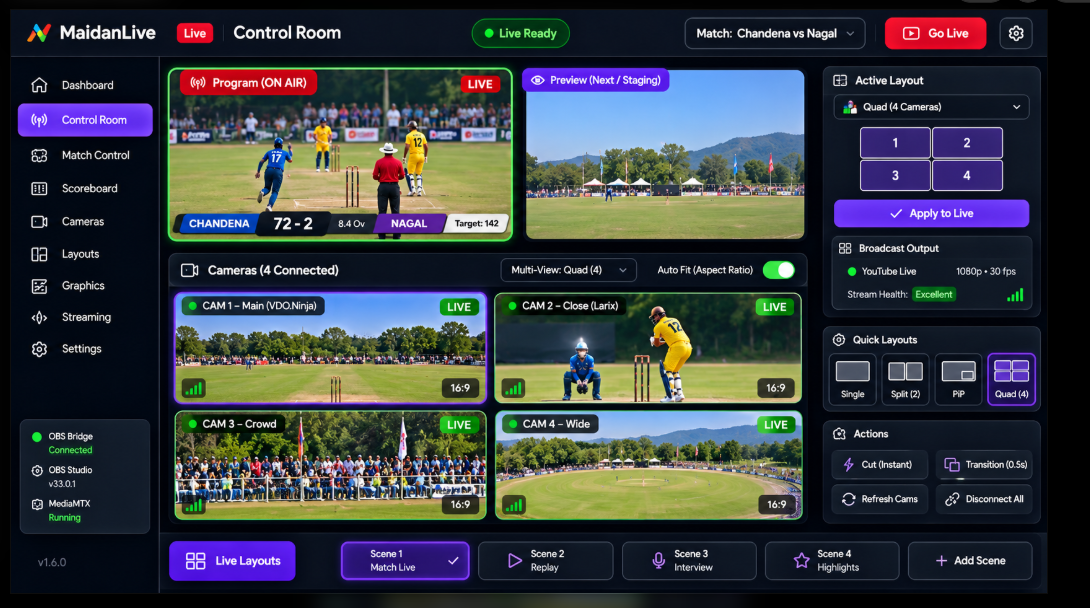 MaidanLive
Live
Control Room
Live Ready
Match: Chandena vs Nagal
Go Live
Dashboard
Control Room
Match Control
Scoreboard
Cameras
Layouts
Graphics
Streaming
Settings
OBS Bridge
Connected
OBS Studio
v33.0.1
MediaMTX
Running
v1.6.0
Program (ON AIR)
LIVE
17
12
CHANDENA
72 - 2
8.4 Ov
NAGAL
Target: 142
Preview (Next / Staging)
Cameras (4 Connected)
Multi-View: Quad (4)
Auto Fit (Aspect Ratio)
CAM 1 – Main (VDO.Ninja)
LIVE
16:9
CAM 2 – Close (Larix)
LIVE
12
16:9
CAM 3 – Crowd
LIVE
16:9
CAM 4 – Wide
LIVE
16:9
Active Layout
Quad (4 Cameras)
1
2
3
4
Apply to Live
Broadcast Output
YouTube Live
1080p • 30 fps
Stream Health: Excellent
Quick Layouts
Single
Split (2)
PiP
Quad (4)
Actions
Cut (Instant)
Transition (0.5s)
Refresh Cams
Disconnect All
Live Layouts
Scene 1
Match Live
Scene 2
Replay
Scene 3
Interview
Scene 4
Highlights
Add Scene